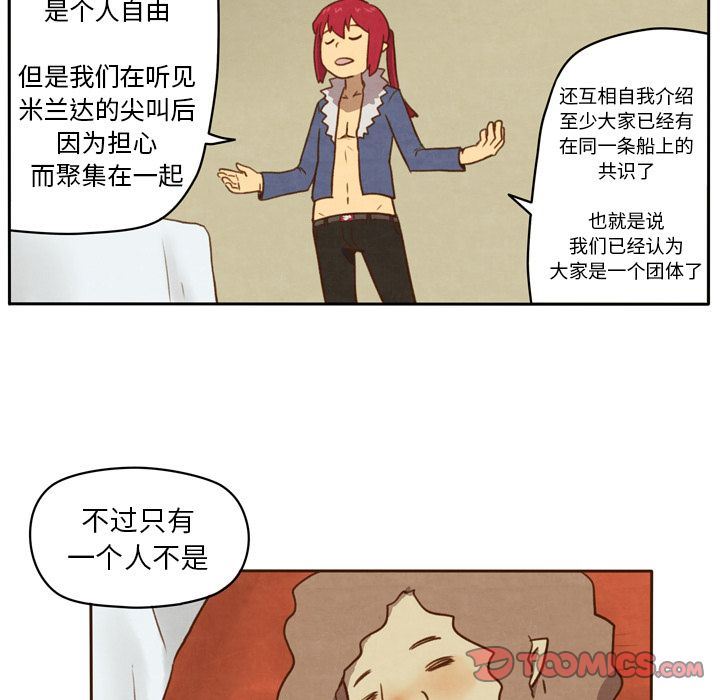 是个人自由
但是我们在听见
米兰达的尖叫后
因为担心
而聚集在一起
还互相自我介绍
至少大家已经有
在同一条船上的
共识了
也就是说
我们已经认为
大家是一个团体了
不过只有
一个人不是
TOOMICS.COM